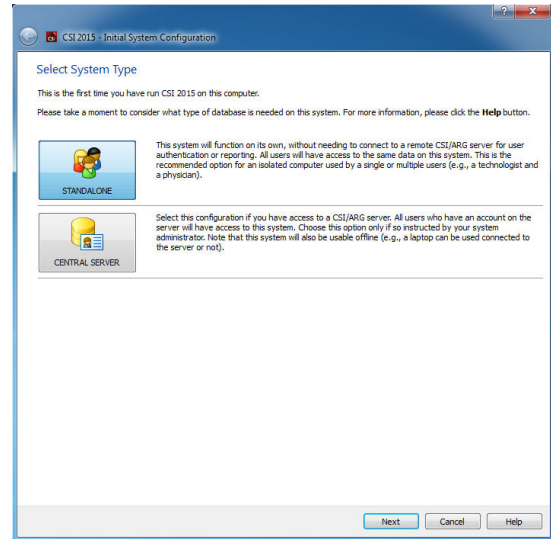 CSI 2015 - Initial System Configuration
Select System Type
This is the first time you have run CSI 2015 on this computer.
Please take a moment to consider what type of database is needed on this system. For more information, please click the Help button.
STANDALONE
This system will function on its own, without needing to connect to a remote CSI/ARG server for user
authentication or reporting. All users will have access to the same data on this system. This is the
recommended option for an isolated computer used by a single or multiple users (e.g., a technologist and
a physician).
CENTRAL SERVER
Select this configuration if you have access to a CSI/ARG server. All users who have an account on the
server will have access to this system. Choose this option only if so instructed by your system
administrator. Note that this system will also be usable offline (e.g., a laptop can be used connected to
the server or not).
Next Cancel Help